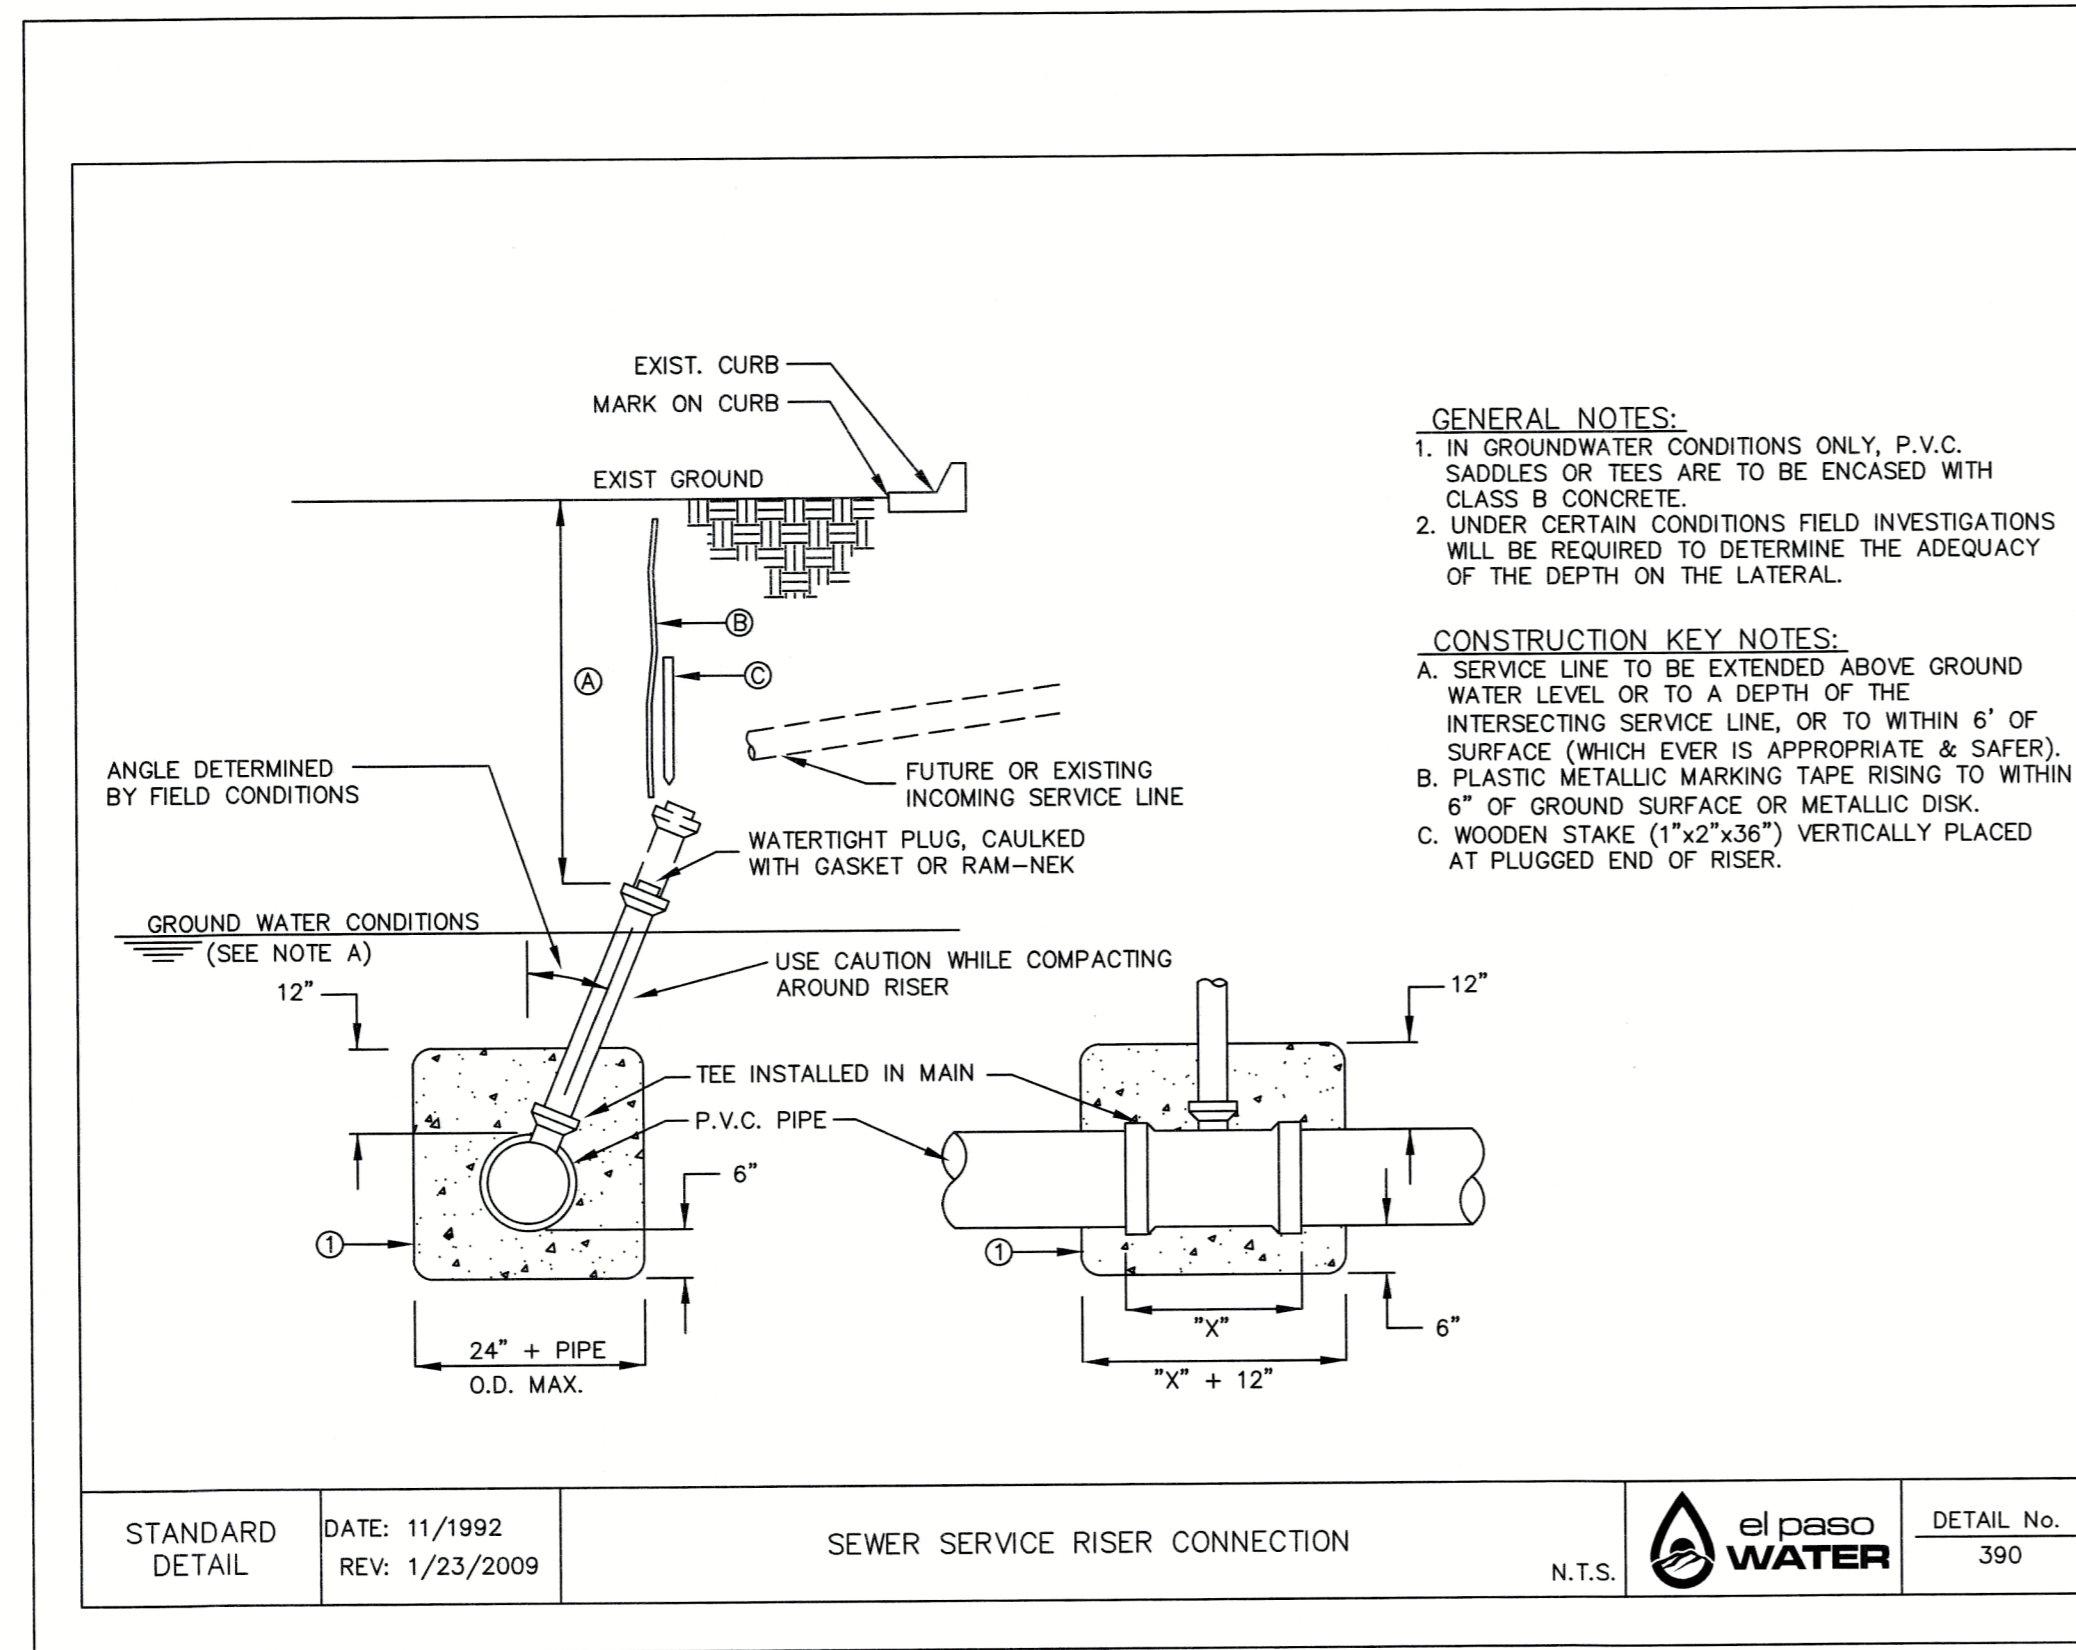 EXIST. CURB
MARK ON CURB
EXIST GROUND
Ⓑ
Ⓒ
Ⓐ
ANGLE DETERMINED
BY FIELD CONDITIONS
FUTURE OR EXISTING
INCOMING SERVICE LINE
WATERTIGHT PLUG, CAULKED
WITH GASKET OR RAM-NEK
GROUND WATER CONDITIONS
(SEE NOTE A)
12"
USE CAUTION WHILE COMPACTING
AROUND RISER
12"
TEE INSTALLED IN MAIN
P.V.C. PIPE
6"
①
①
24" + PIPE
O.D. MAX.
"X"
6"
"X" + 12"
GENERAL NOTES:
1. IN GROUNDWATER CONDITIONS ONLY, P.V.C.
SADDLES OR TEES ARE TO BE ENCASED WITH
CLASS B CONCRETE.
2. UNDER CERTAIN CONDITIONS FIELD INVESTIGATIONS
WILL BE REQUIRED TO DETERMINE THE ADEQUACY
OF THE DEPTH ON THE LATERAL.
CONSTRUCTION KEY NOTES:
A. SERVICE LINE TO BE EXTENDED ABOVE GROUND
WATER LEVEL OR TO A DEPTH OF THE
INTERSECTING SERVICE LINE, OR TO WITHIN 6' OF
SURFACE (WHICH EVER IS APPROPRIATE & SAFER).
B. PLASTIC METALLIC MARKING TAPE RISING TO WITHIN
6" OF GROUND SURFACE OR METALLIC DISK.
C. WOODEN STAKE (1"x2"x36") VERTICALLY PLACED
AT PLUGGED END OF RISER.
STANDARD
DETAIL
DATE: 11/1992
REV: 1/23/2009
SEWER SERVICE RISER CONNECTION
N.T.S.
el paso
WATER
DETAIL No.
390